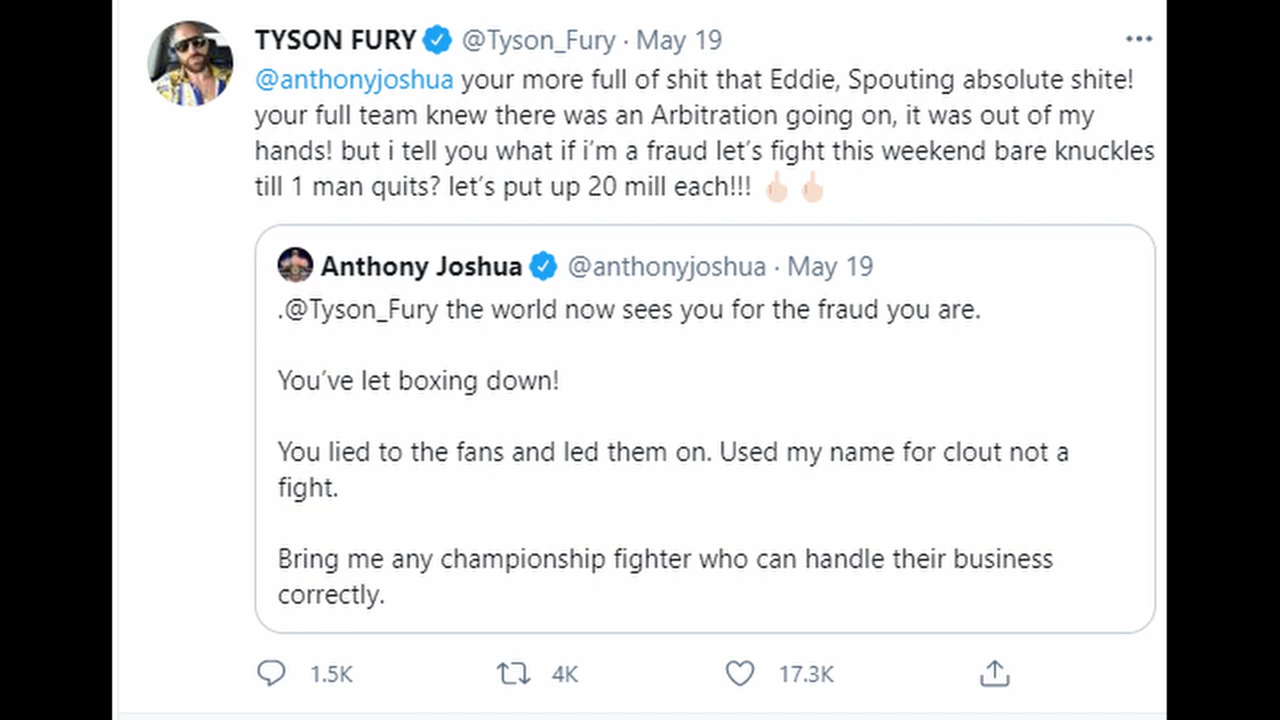 TYSON FURY @Tyson_Fury · May 19
@anthonyjoshua your more full of shit that Eddie, Spouting absolute shite!
your full team knew there was an Arbitration going on, it was out of my
hands! but i tell you what if i’m a fraud let’s fight this weekend bare knuckles
till 1 man quits? let’s put up 20 mill each!!! 🖕🏻🖕🏻
Anthony Joshua @anthonyjoshua · May 19
.@Tyson_Fury the world now sees you for the fraud you are.
You’ve let boxing down!
You lied to the fans and led them on. Used my name for clout not a
fight.
Bring me any championship fighter who can handle their business
correctly.
1.5K 4K 17.3K